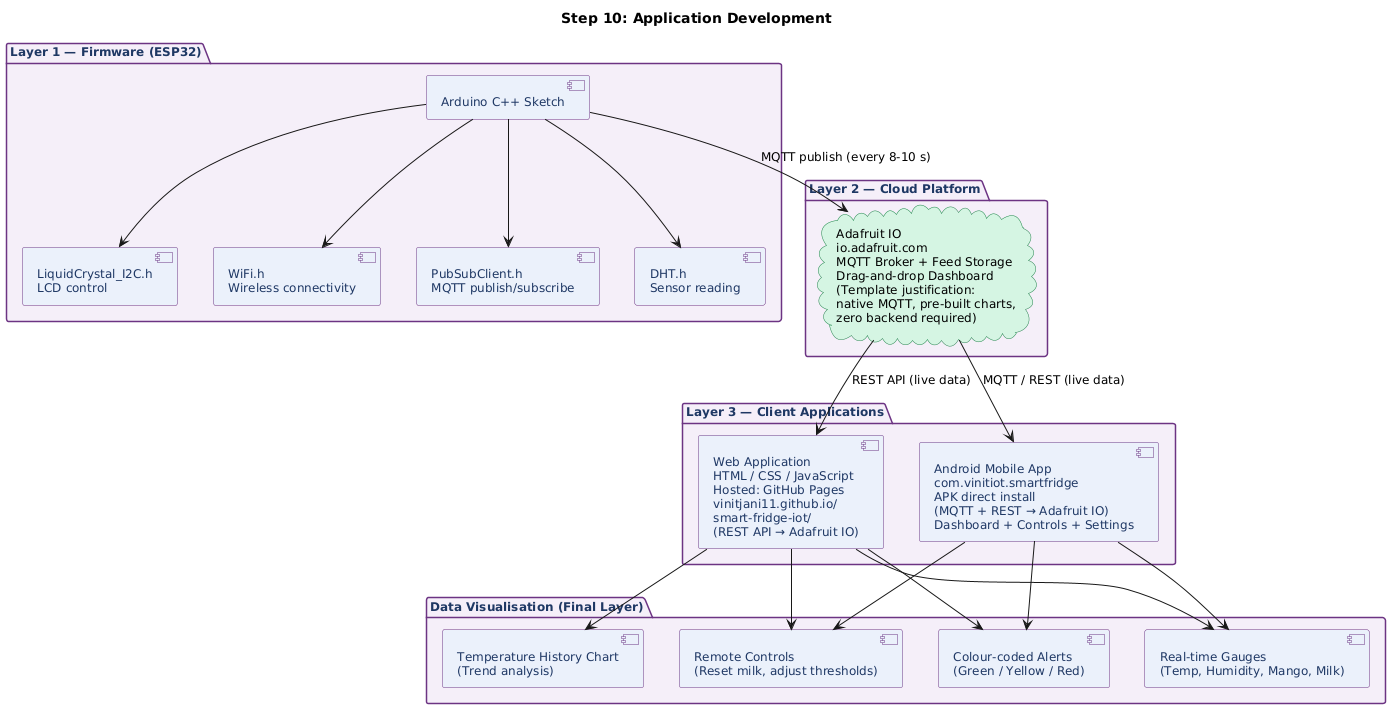 Step 10: Application Development
Layer 1 — Firmware (ESP32)
Arduino C++ Sketch
MQTT publish (every 8-10 s)
LiquidCrystal_I2C.h
LCD control
WiFi.h
Wireless connectivity
PubSubClient.h
MQTT publish/subscribe
DHT.h
Sensor reading
Layer 2 — Cloud Platform
Adafruit IO
io.adafruit.com
MQTT Broker + Feed Storage
Drag-and-drop Dashboard
(Template justification:
native MQTT, pre-built charts,
zero backend required)
REST API (live data)
MQTT / REST (live data)
Layer 3 — Client Applications
Web Application
HTML / CSS / JavaScript
Hosted: GitHub Pages
vinitjani11.github.io/
smart-fridge-iot/
(REST API → Adafruit IO)
Android Mobile App
com.vinitiot.smartfridge
APK direct install
(MQTT + REST → Adafruit IO)
Dashboard + Controls + Settings
Data Visualisation (Final Layer)
Temperature History Chart
(Trend analysis)
Remote Controls
(Reset milk, adjust thresholds)
Colour-coded Alerts
(Green / Yellow / Red)
Real-time Gauges
(Temp, Humidity, Mango, Milk)